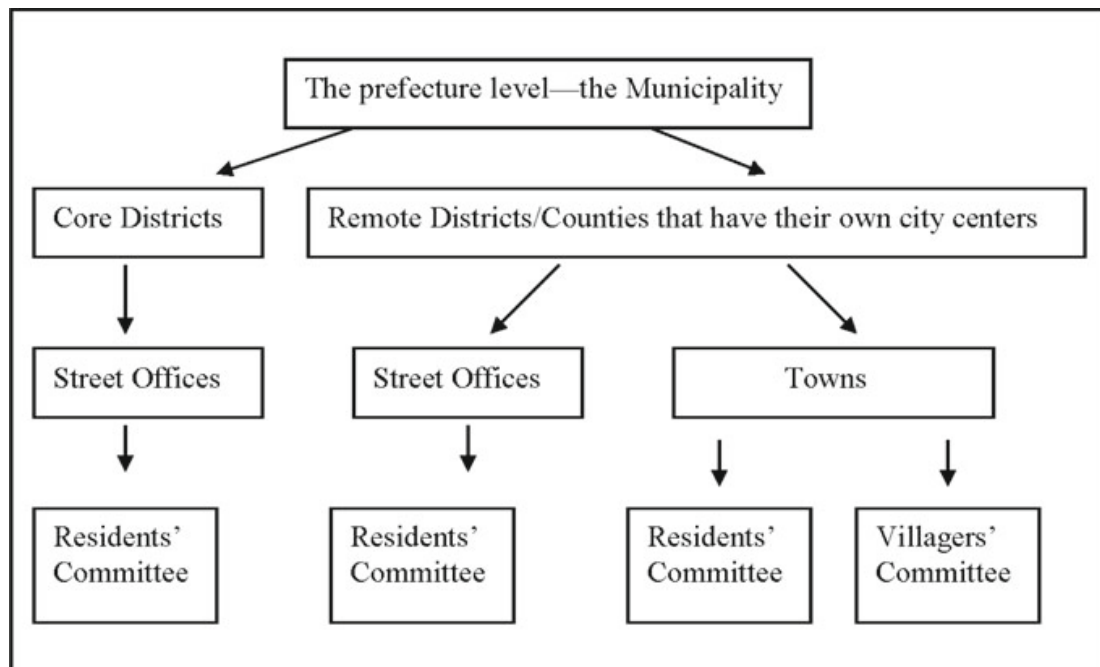 The prefecture level—the Municipality
Core Districts
Remote Districts/Counties that have their own city centers
Street Offices
Street Offices
Towns
Residents’
Committee
Residents’
Committee
Residents’
Committee
Villagers’
Committee